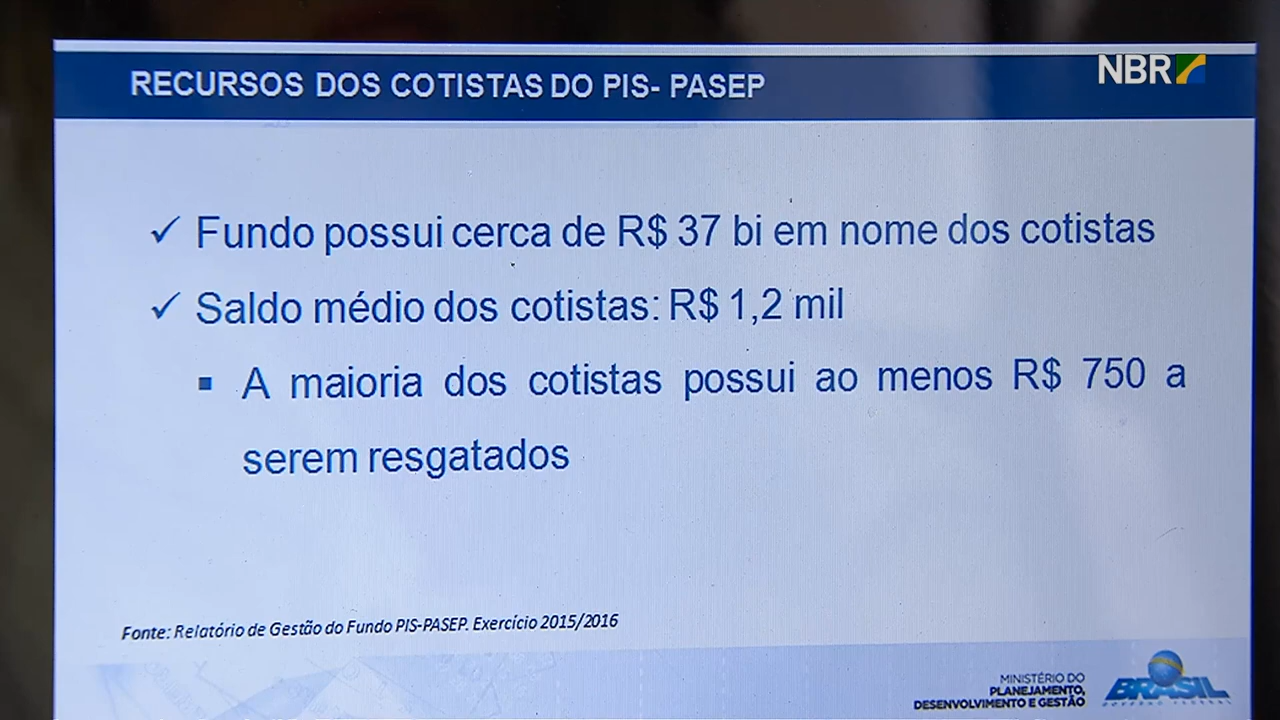 RECURSOS DOS COTISTAS DO PIS- PASEP
NBR
✓ Fundo possui cerca de R$ 37 bi em nome dos cotistas
✓ Saldo médio dos cotistas: R$ 1,2 mil
▪ A maioria dos cotistas possui ao menos R$ 750 a
serem resgatados
Fonte: Relatório de Gestão do Fundo PIS-PASEP. Exercício 2015/2016
MINISTÉRIO DO
PLANEJAMENTO,
DESENVOLVIMENTO E GESTÃO
BRASIL
GOVERNO FEDERAL